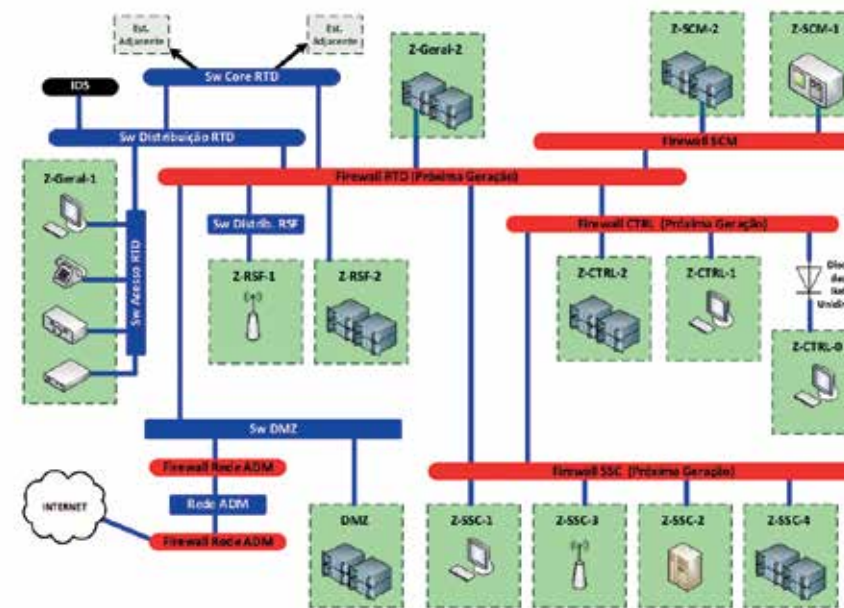 Est.
Adjacente
Est.
Adjacente
Z-Geral-2
Z-SCM-2
Z-SCM-1
Sw Core RTD
IDS
Sw Distribuição RTD
Firewall SCM
Z-Geral-1
Firewall RTD (Próxima Geração)
Sw Acesso RTD
Sw Distrib. RSF
Firewall CTRL (Próxima Geração)
Z-RSF-1
Z-RSF-2
Z-CTRL-2
Z-CTRL-1
Z-CTRL-0
Sw DMZ
Firewall Rede ADM
Firewall SSC (Próxima Geração)
Rede ADM
INTERNET
Firewall Rede ADM
DMZ
Z-SSC-1
Z-SSC-3
Z-SSC-2
Z-SSC-4